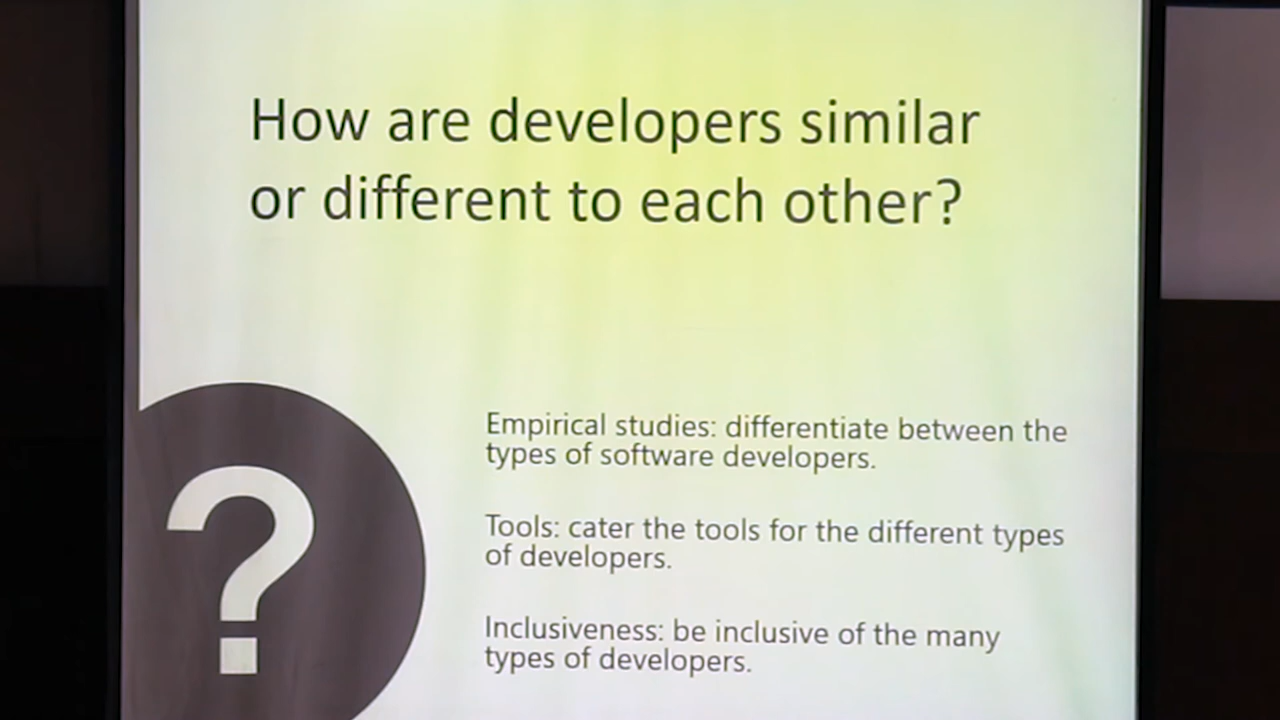 How are developers similar
or different to each other?
?
Empirical studies: differentiate between the
types of software developers.
Tools: cater the tools for the different types
of developers.
Inclusiveness: be inclusive of the many
types of developers.